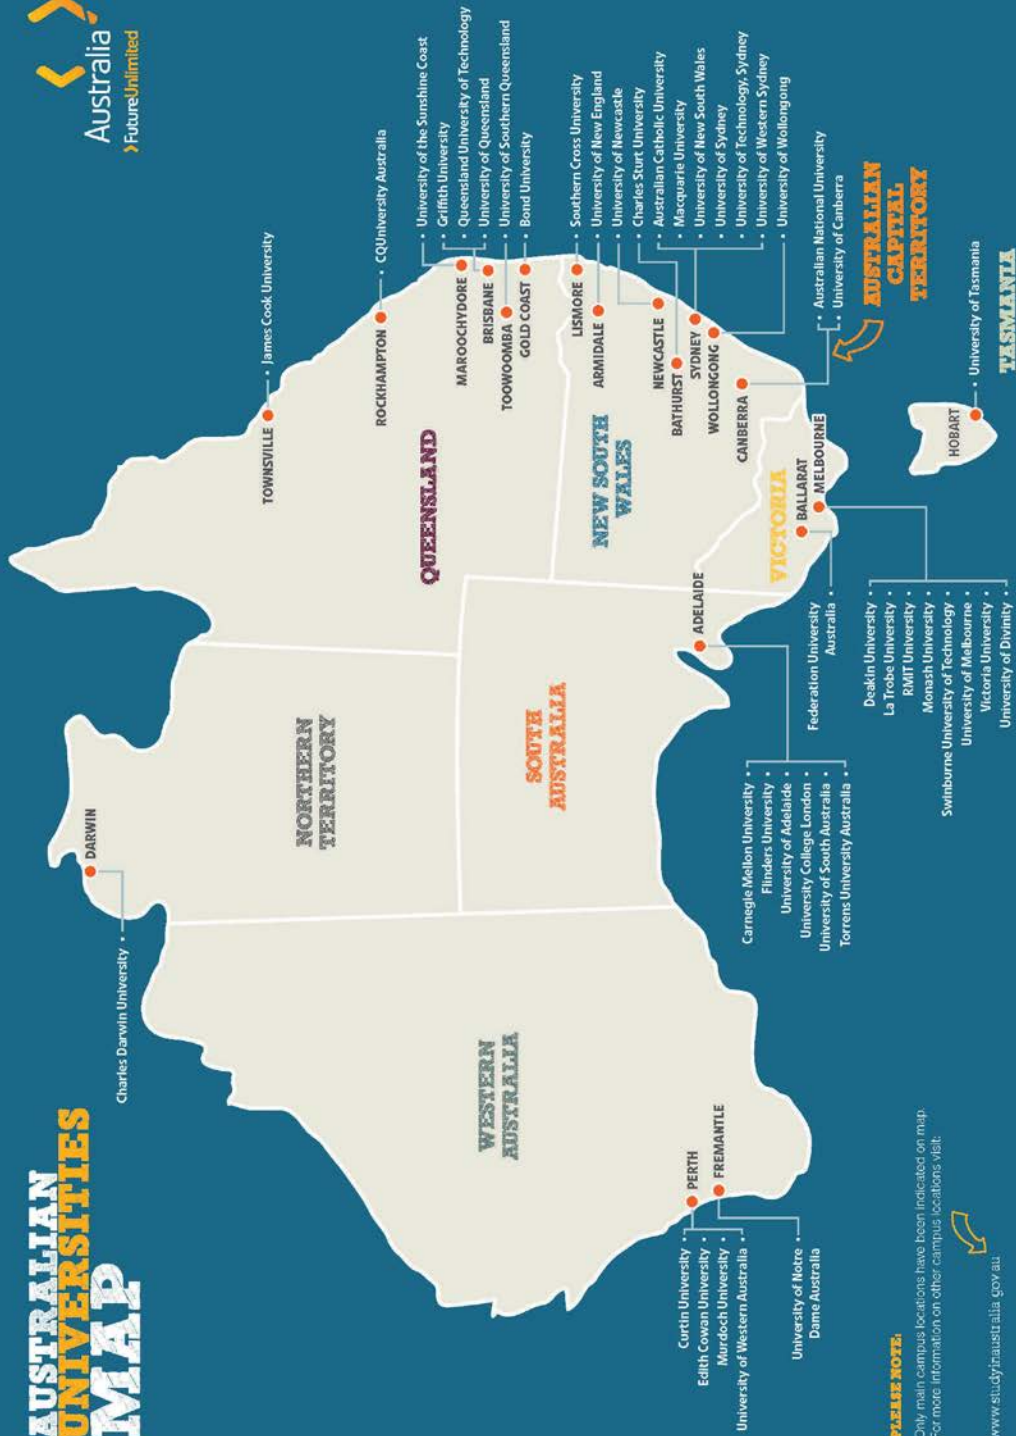 AUSTRALIAN
UNIVERSITIES
MAP
Australia
FutureUnlimited
Charles Darwin University
DARWIN
NORTHERN
TERRITORY
WESTERN
AUSTRALIA
PERTH
FREMANTLE
Curtin University
Edith Cowan University
Murdoch University
University of Western Australia
University of Notre
Dame Australia
SOUTH
AUSTRALIA
ADELAIDE
Carnegie Mellon University
Flinders University
University of Adelaide
University College London
University of South Australia
Torrens University Australia
QUEENSLAND
TOWNSVILLE
James Cook University
ROCKHAMPTON
CQUniversity Australia
MAROOCHYDORE
BRISBANE
TOOWOOMBA
GOLD COAST
University of the Sunshine Coast
Griffith University
Queensland University of Technology
University of Queensland
University of Southern Queensland
Bond University
NEW SOUTH
WALES
LISMORE
ARMIDALE
NEWCASTLE
BATHURST
SYDNEY
WOLLONGONG
CANBERRA
Southern Cross University
University of New England
University of Newcastle
Charles Sturt University
Australian Catholic University
Macquarie University
University of New South Wales
University of Sydney
University of Technology, Sydney
University of Western Sydney
University of Wollongong
Australian National University
University of Canberra
AUSTRALIAN
CAPITAL
TERRITORY
VICTORIA
BALLARAT
MELBOURNE
Federation University
Australia
Deakin University
La Trobe University
RMIT University
Monash University
Swinburne University of Technology
University of Melbourne
Victoria University
University of Divinity
HOBART
University of Tasmania
TASMANIA
PLEASE NOTE:
Only main campus locations have been indicated on map.
For more information on other campus locations visit:
www.studyinaustralia.gov.au